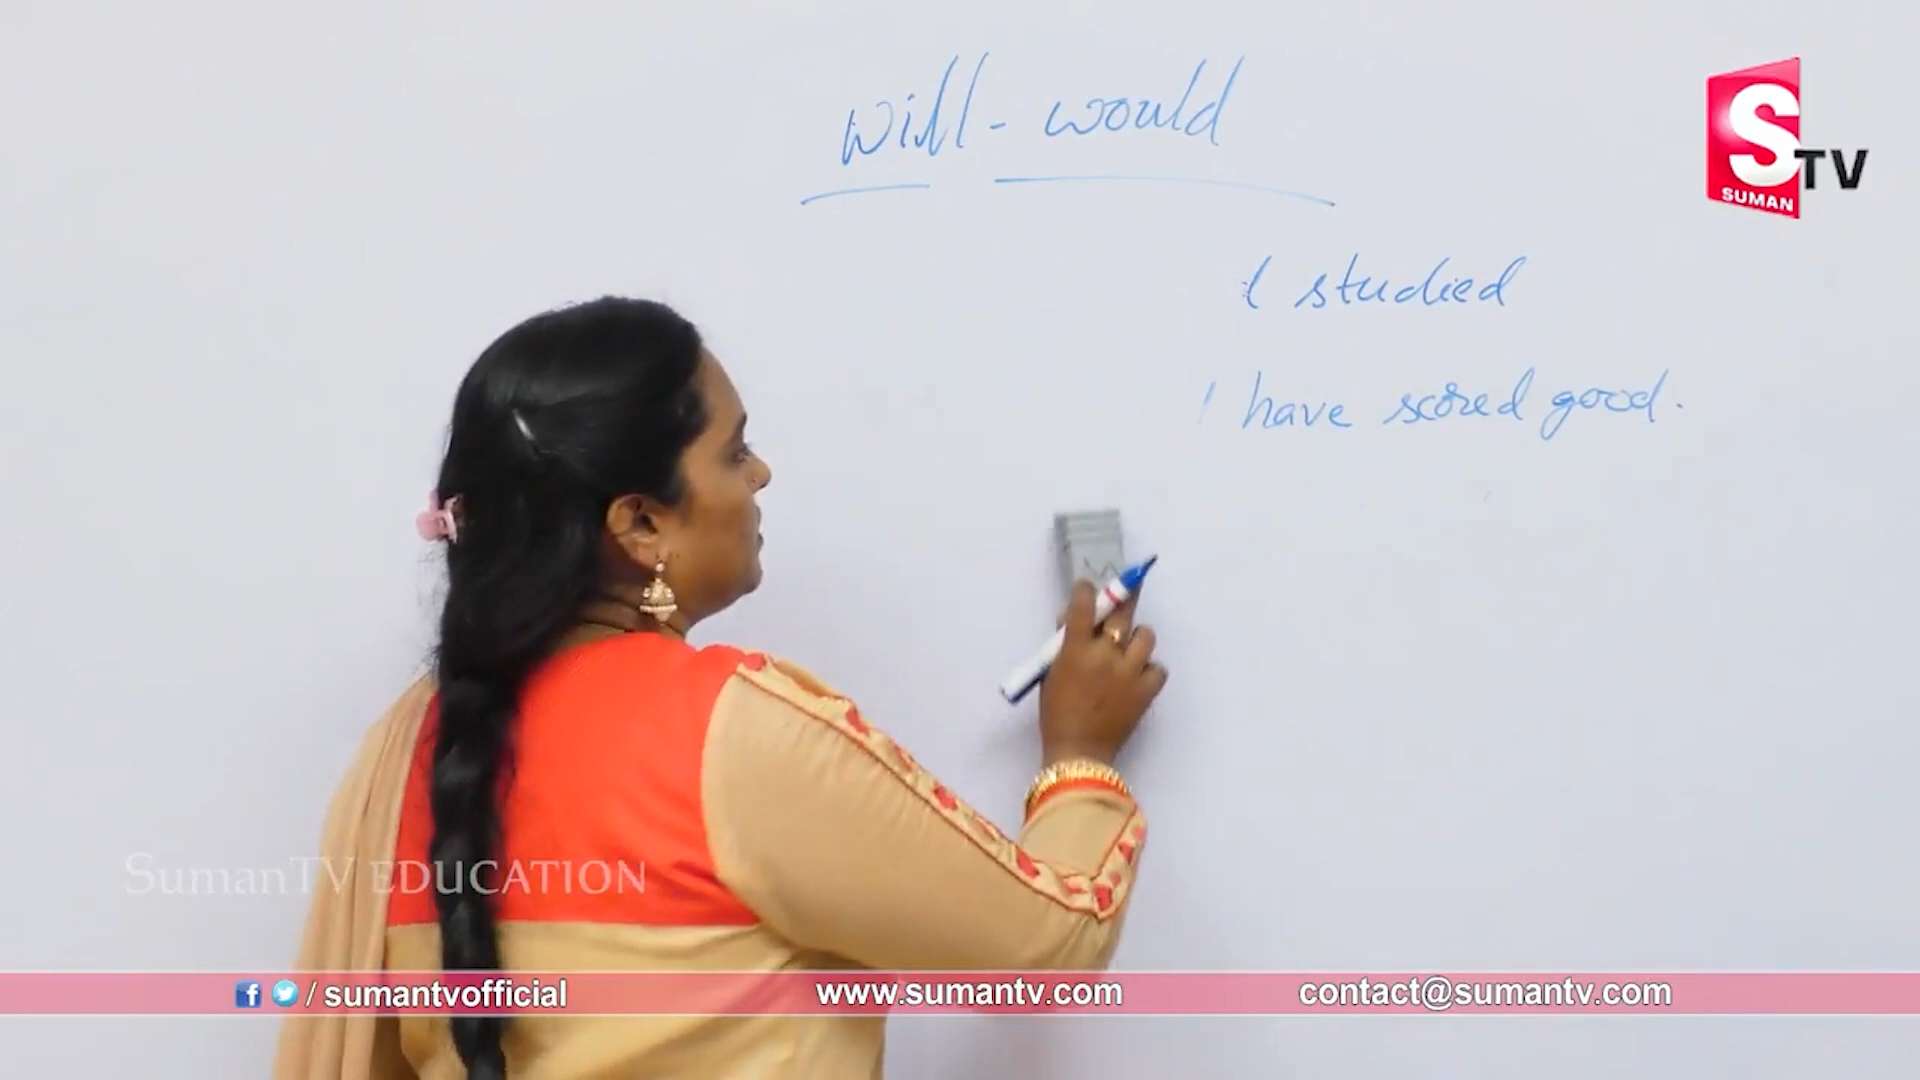 will - would
S TV
SUMAN
I studied
I have scored good.
SumanTV EDUCATION
/ sumantvofficial
www.sumantv.com
contact@sumantv.com